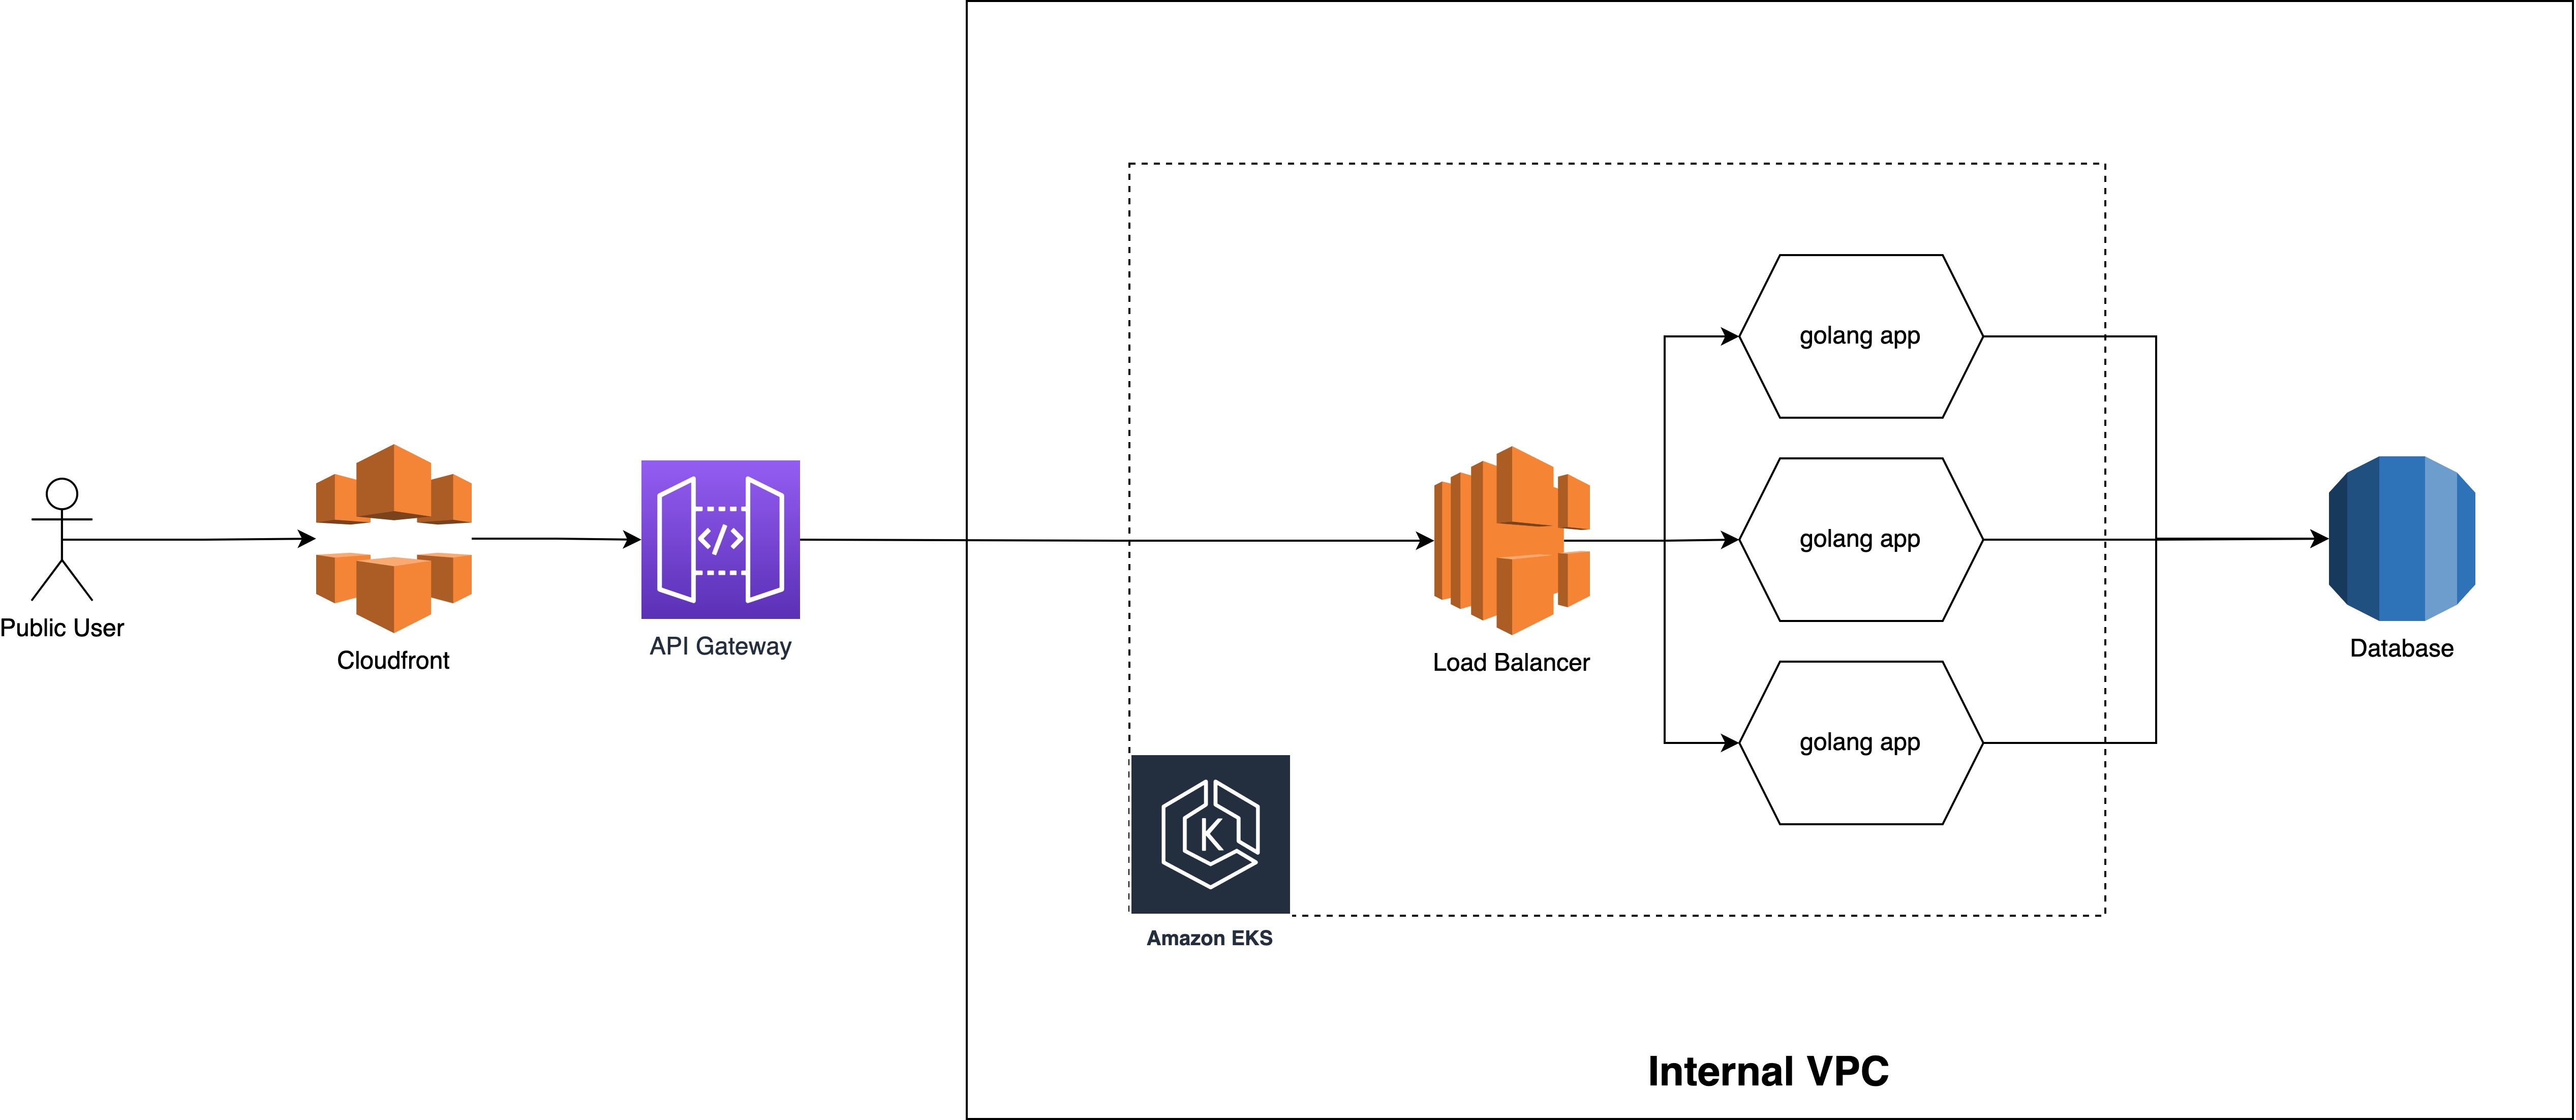 Public User
Cloudfront
API Gateway
Load Balancer
golang app
golang app
golang app
Database
K
Amazon EKS
Internal VPC